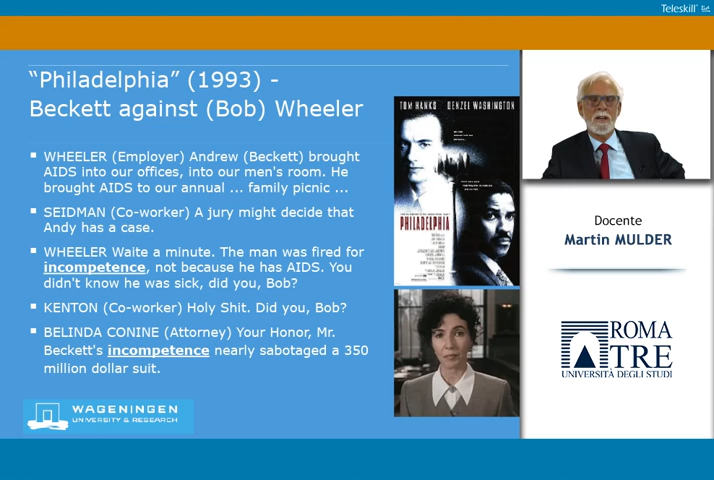 Teleskill
"Philadelphia" (1993) -
Beckett against (Bob) Wheeler
WHEELER (Employer) Andrew (Beckett) brought
AIDS into our offices, into our men's room. He
brought AIDS to our annual ... family picnic ...
SEIDMAN (Co-worker) A jury might decide that
Andy has a case.
WHEELER Waite a minute. The man was fired for
incompetence, not because he has AIDS. You
didn't know he was sick, did you, Bob?
KENTON (Co-worker) Holy Shit. Did you, Bob?
BELINDA CONINE (Attorney) Your Honor, Mr.
Beckett's incompetence nearly sabotaged a 350
million dollar suit.
WAGENINGEN
UNIVERSITY & RESEARCH
TOM HANKS DENZEL WASHINGTON
PHILADELPHIA
Docente
Martin MULDER
ROMA
TRE
UNIVERSITÀ DEGLI STUDI